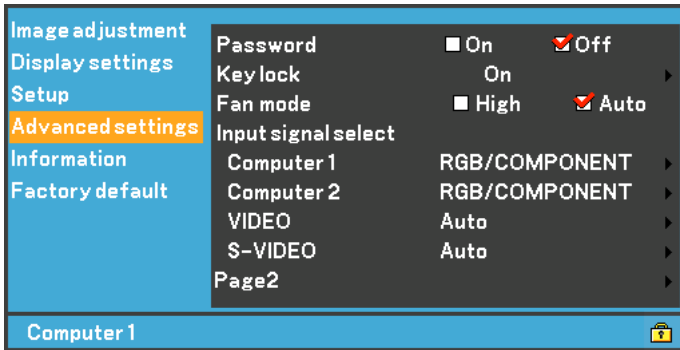 Image adjustment
Display settings
Setup
Advanced settings
Information
Factory default
Password On Off
Key lock On
Fan mode High Auto
Input signal select
Computer 1 RGB/COMPONENT
Computer 2 RGB/COMPONENT
VIDEO Auto
S-VIDEO Auto
Page2
Computer 1